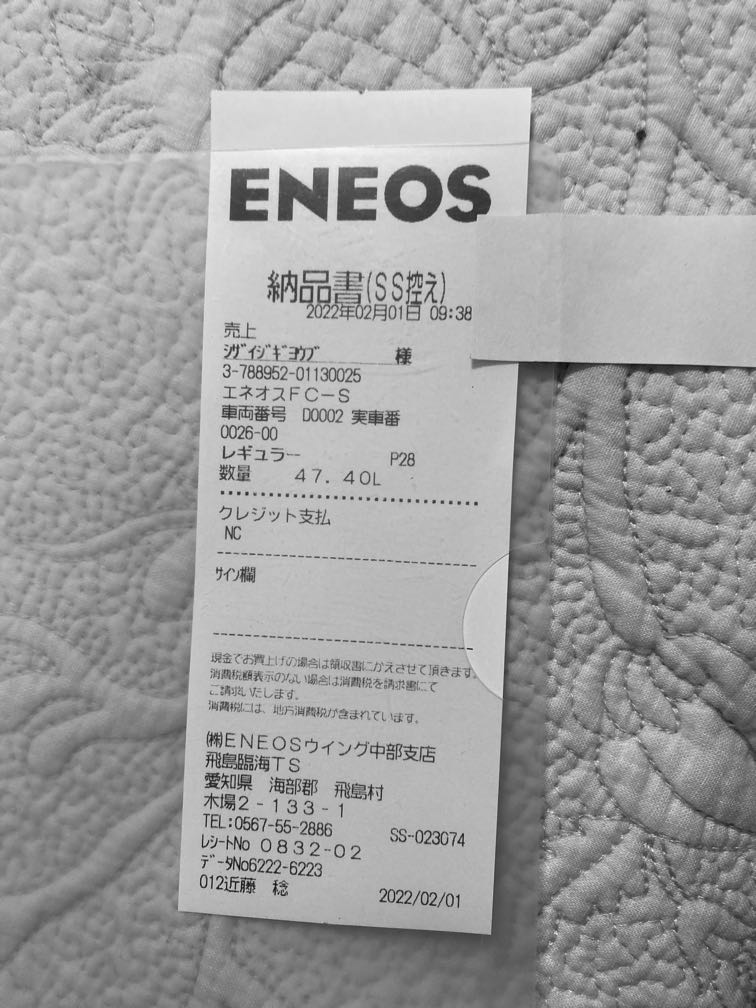 ENEOS
納品書(SS控え)
2022年02月01日 09:38
売上
シザイジギヨウブ 様
3-788952-01130025
エネオスFC-S
車両番号 D0002 実車番
0026-00
レギュラー P28
数量 47.40L
クレジット支払
NC
サイン欄
現金でお買上げの場合は領収書にかえさせて頂きます。
消費税額表示のない場合は消費税を請求書にて
ご請求いたします。
消費税には、地方消費税が含まれています。
㈱ENEOSウイング中部支店
飛島臨海TS
愛知県 海部郡 飛島村
木場2-133-1
TEL:0567-55-2886 SS-023074
レシートNo 0832-02
データNo6222-6223
012近藤 稔 2022/02/01